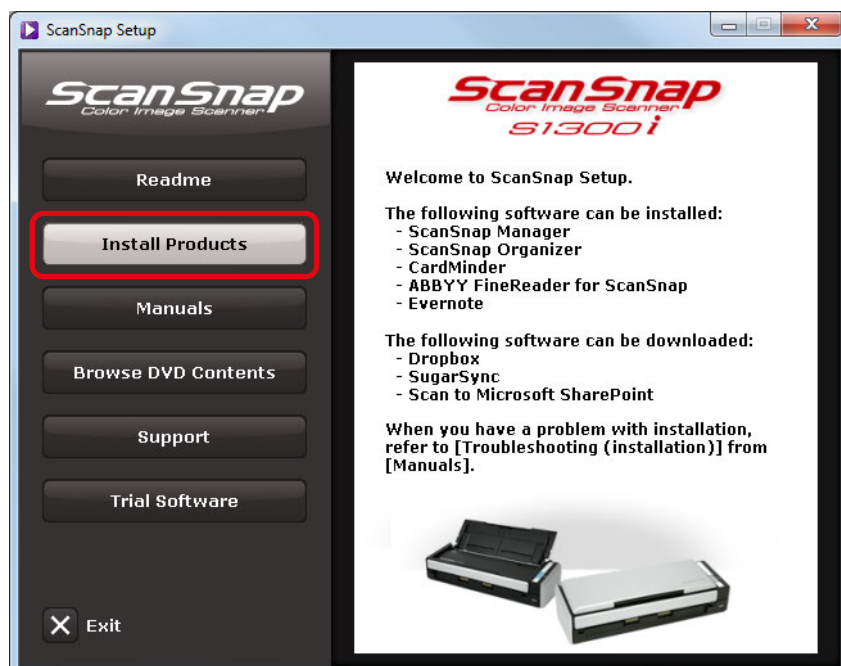 ScanSnap Setup
ScanSnap
Color Image Scanner
Readme
Install Products
Manuals
Browse DVD Contents
Support
Trial Software
Exit
ScanSnap
Color Image Scanner
S1300i
Welcome to ScanSnap Setup.
The following software can be installed:
- ScanSnap Manager
- ScanSnap Organizer
- CardMinder
- ABBYY FineReader for ScanSnap
- Evernote
The following software can be downloaded:
- Dropbox
- SugarSync
- Scan to Microsoft SharePoint
When you have a problem with installation,
refer to [Troubleshooting (installation)] from
[Manuals].